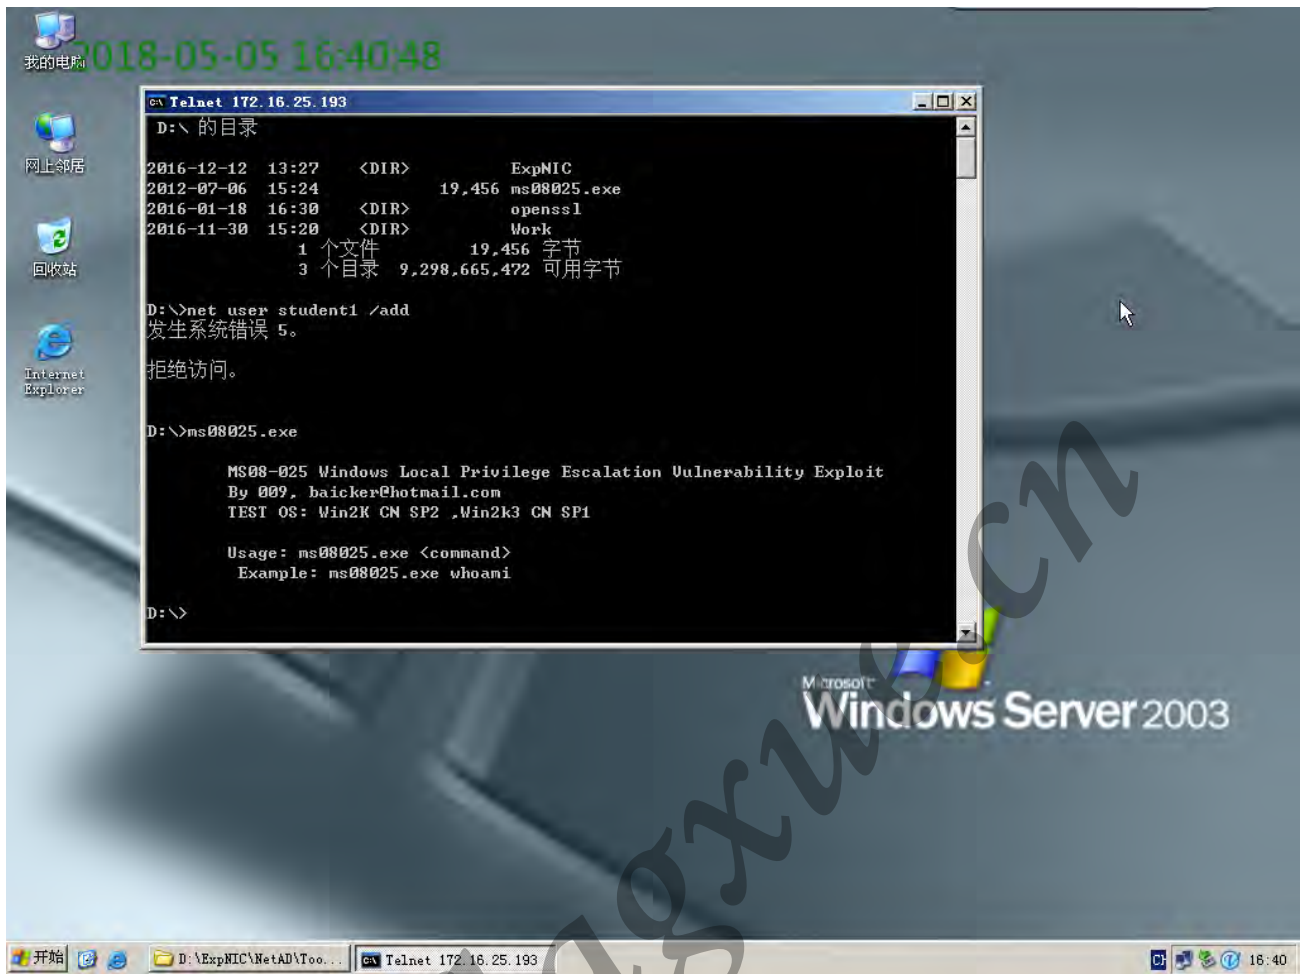 我的电脑
2018-05-05 16:40:48
网上邻居
回收站
Internet
Explorer
Telnet 172.16.25.193
D:\ 的目录
2016-12-12 13:27 <DIR> ExpNIC
2012-07-06 15:24 19,456 ms08025.exe
2016-01-18 16:30 <DIR> openssl
2016-11-30 15:20 <DIR> Work
1 个文件 19,456 字节
3 个目录 9,298,665,472 可用字节
D:\>net user student1 /add
发生系统错误 5。
拒绝访问。
D:\>ms08025.exe
MS08-025 Windows Local Privilege Escalation Vulnerability Exploit
By 009, baicker@hotmail.com
TEST OS: Win2K CN SP2 ,Win2k3 CN SP1
Usage: ms08025.exe <command>
Example: ms08025.exe whoami
D:\>
Microsoft
Windows Server 2003
开始
D:\ExpNIC\NetAD\Too...
Telnet 172.16.25.193
CH
16:40